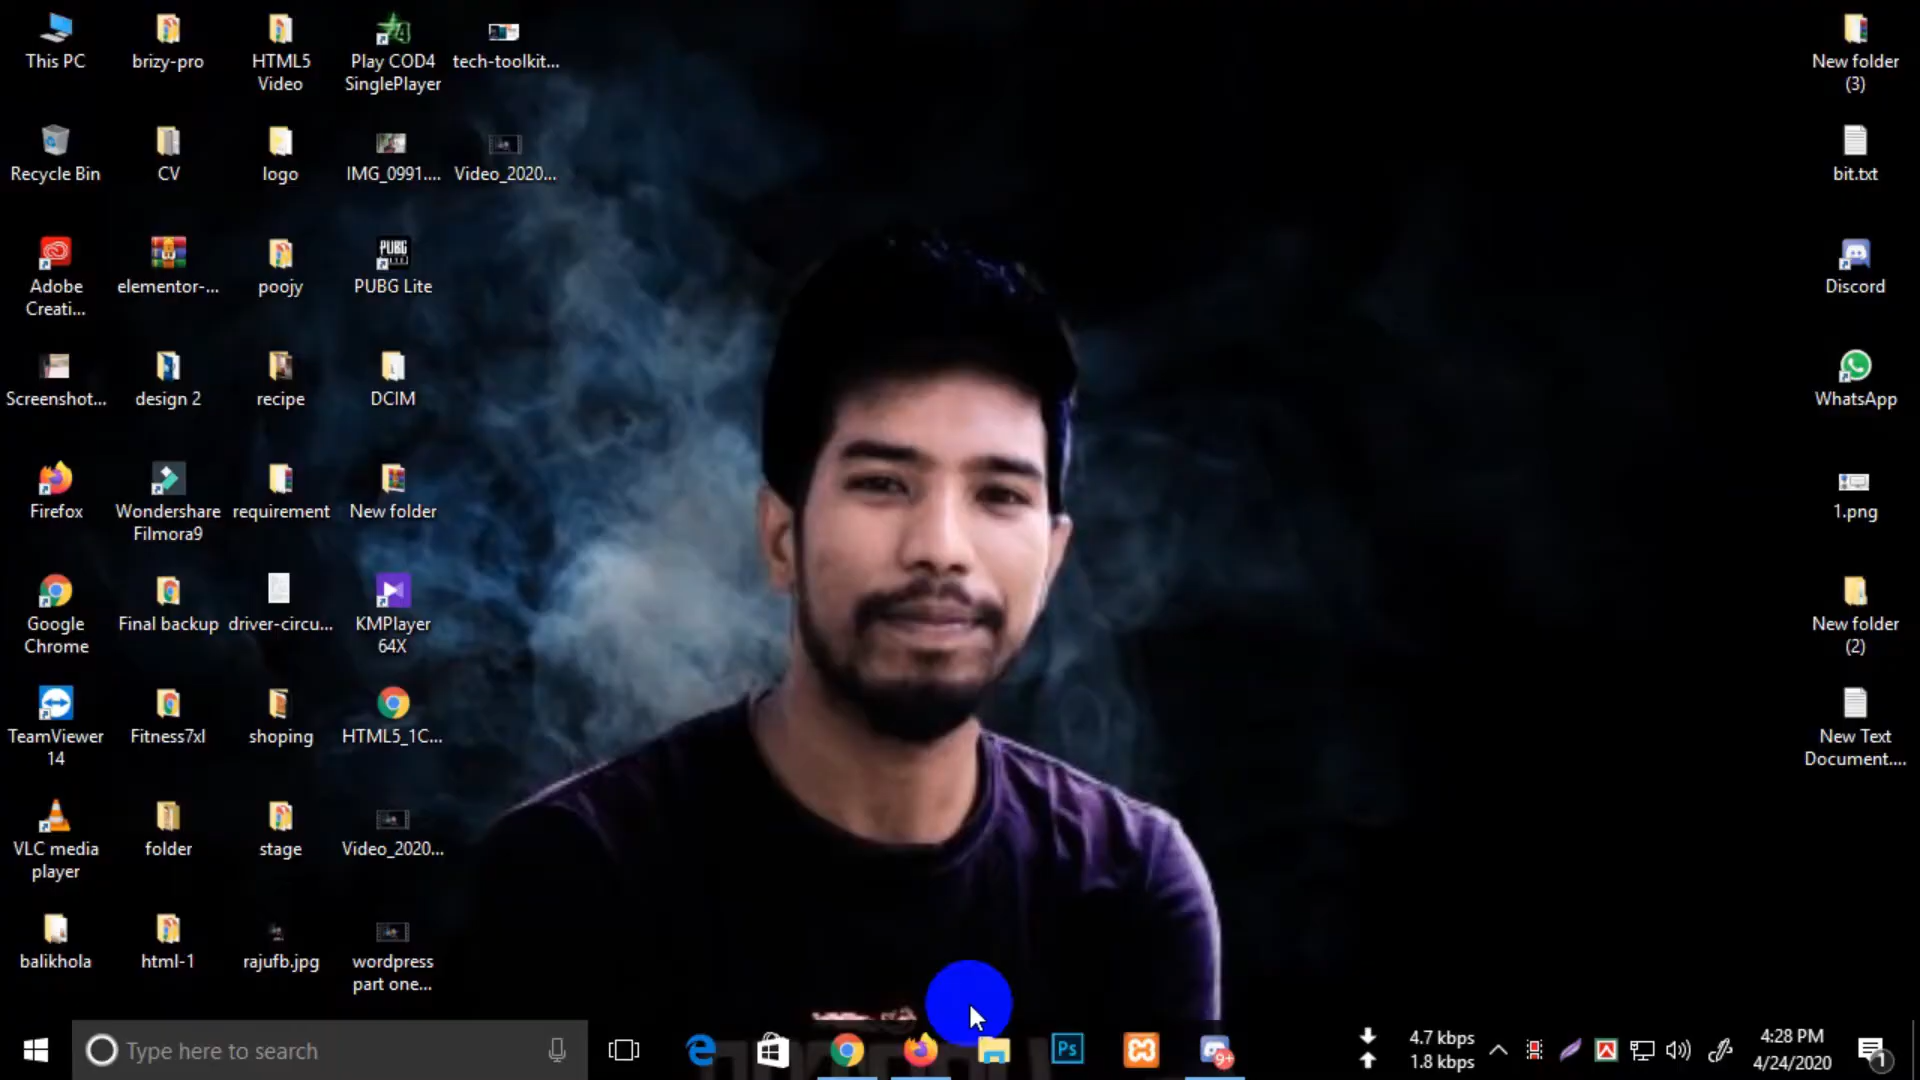 This PC
brizy-pro
HTML5
Video
Play COD4
SinglePlayer
tech-toolkit...
New folder
(3)
Recycle Bin
CV
logo
IMG_0991....
Video_2020...
bit.txt
Adobe
Creati...
elementor-...
poojy
PUBG
PUBG Lite
Discord
Screenshot...
design 2
recipe
DCIM
WhatsApp
Firefox
Wondershare
Filmora9
requirement
New folder
1.png
Google
Chrome
Final backup
driver-circu...
KMPlayer
64X
New folder
(2)
TeamViewer
14
Fitness7xl
shoping
HTML5_1C...
New Text
Document....
VLC media
player
folder
stage
Video_2020...
balikhola
html-1
rajufb.jpg
wordpress
part one...
Type here to search
Ps
9+
4.7 kbps
1.8 kbps
4:28 PM
4/24/2020
1